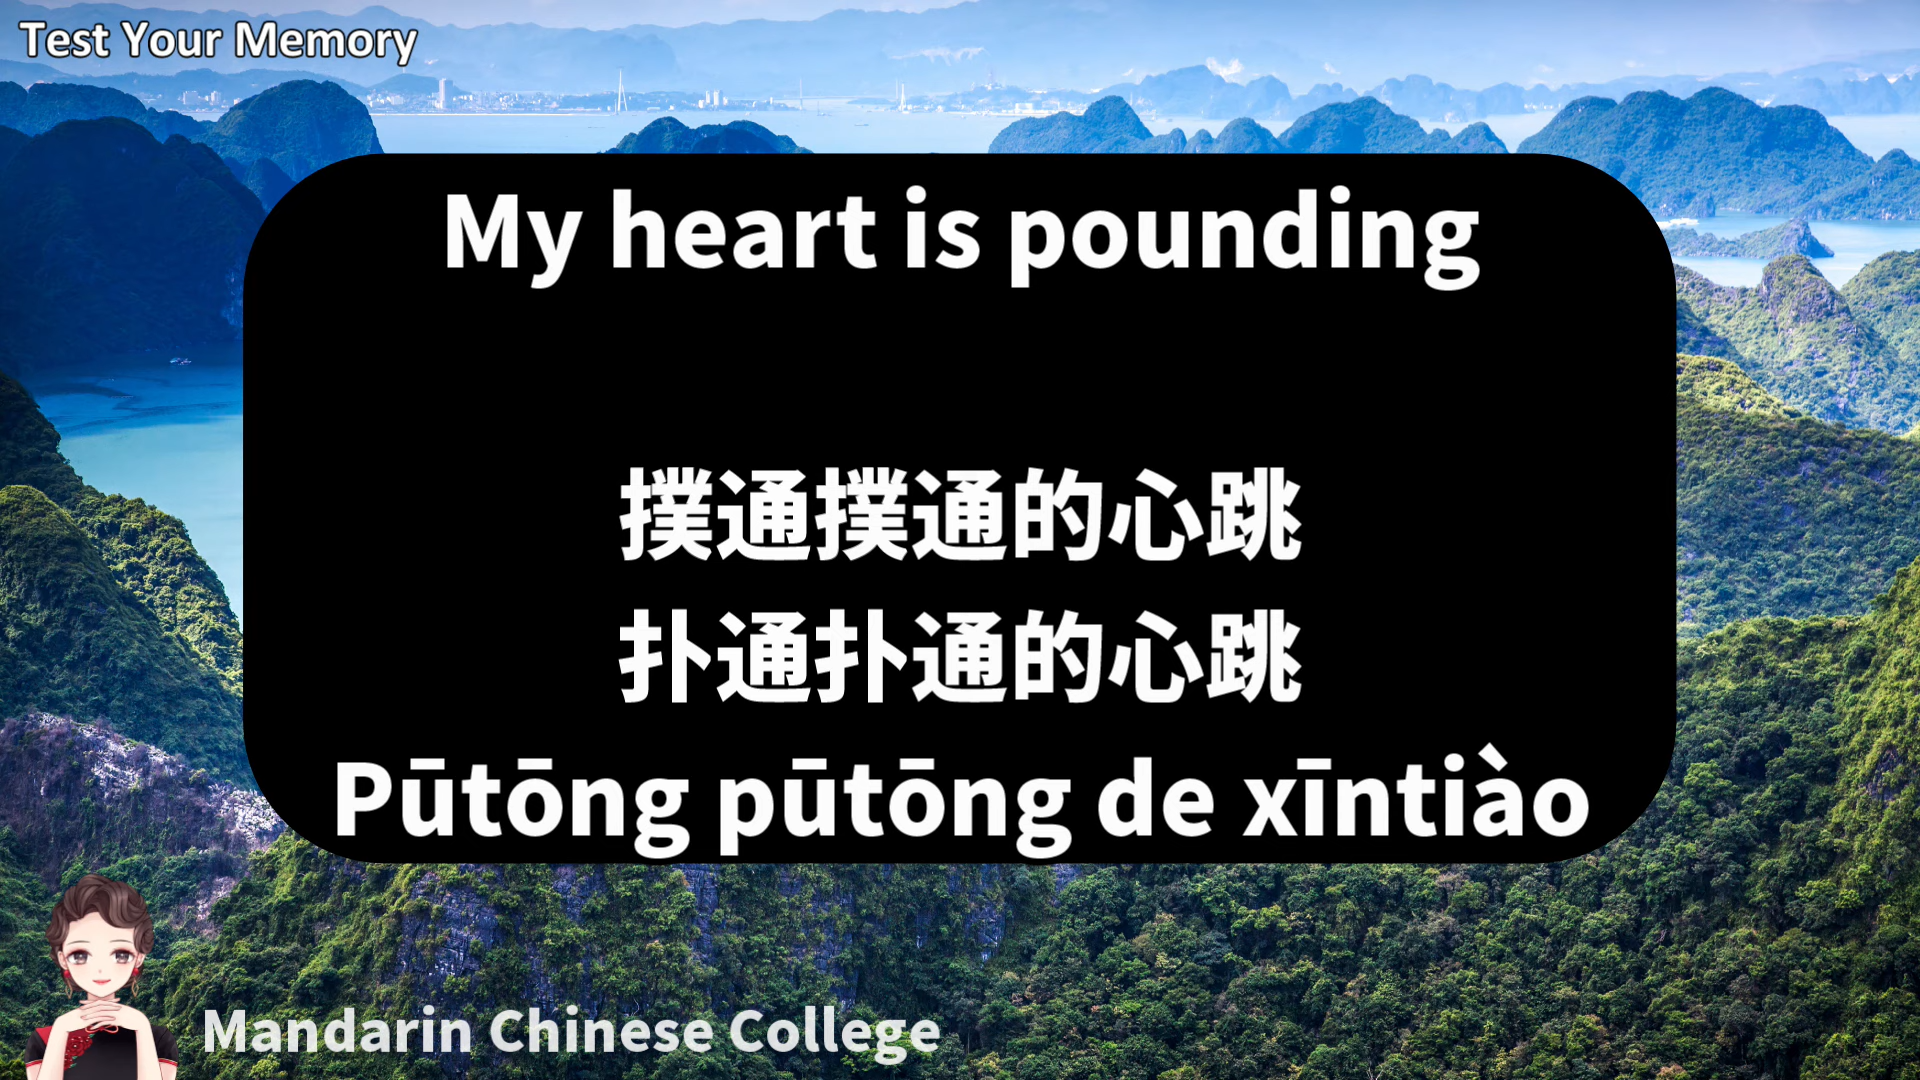 Test Your Memory
My heart is pounding
撲通撲通的心跳
扑通扑通的心跳
Pūtōng pūtōng de xīntiào
Mandarin Chinese College